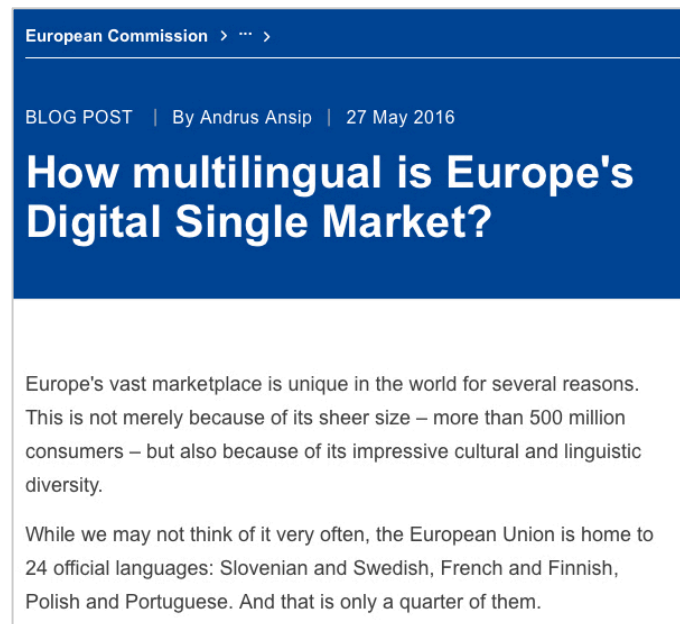 European Commission > ... >
BLOG POST | By Andrus Ansip | 27 May 2016
How multilingual is Europe's
Digital Single Market?
Europe's vast marketplace is unique in the world for several reasons.
This is not merely because of its sheer size – more than 500 million
consumers – but also because of its impressive cultural and linguistic
diversity.
While we may not think of it very often, the European Union is home to
24 official languages: Slovenian and Swedish, French and Finnish,
Polish and Portuguese. And that is only a quarter of them.